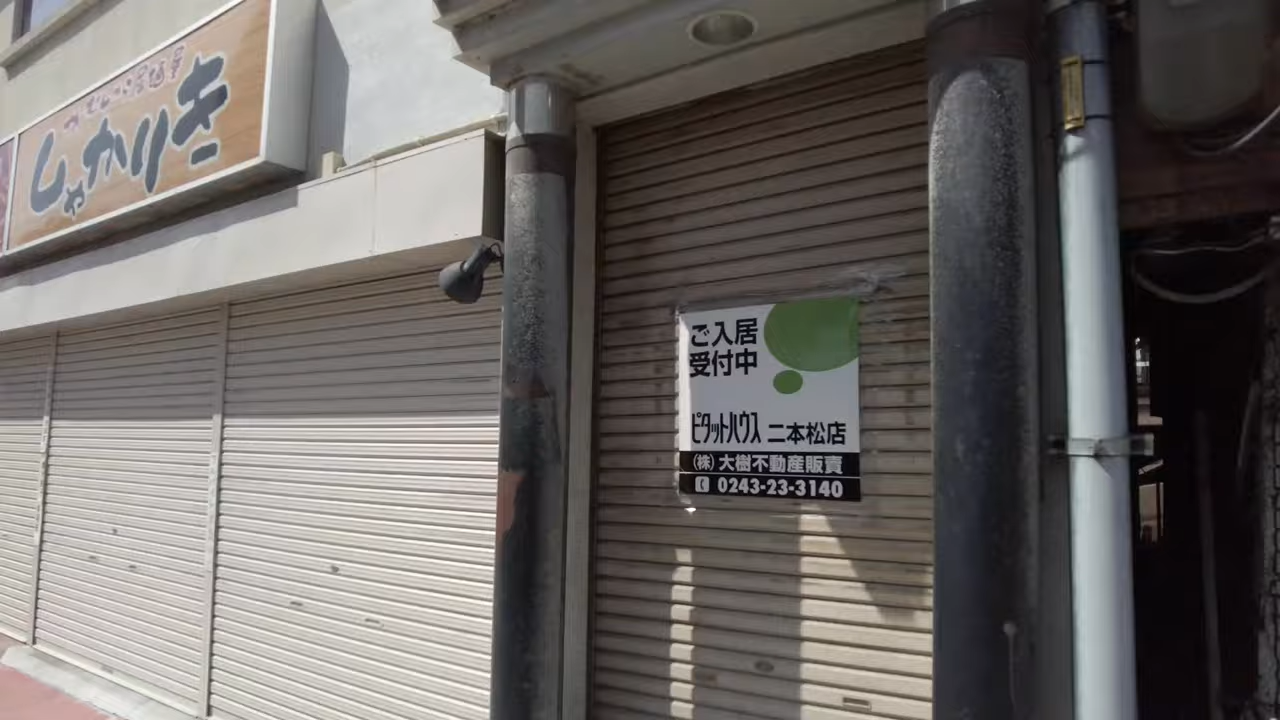 しゃかりき
ご入居
受付中
ピタットハウス 二本松店
(株)大樹不動産販賣
0243-23-3140